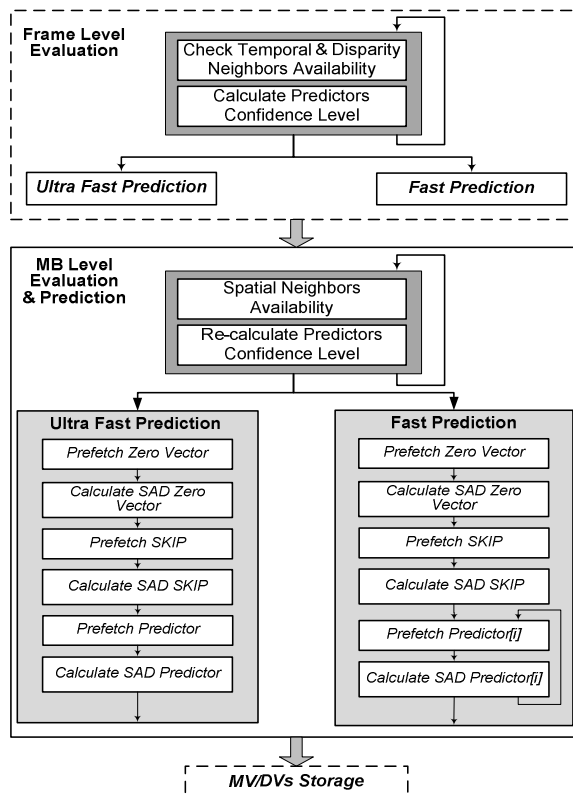 Frame Level
Evaluation
Check Temporal & Disparity
Neighbors Availability
Calculate Predictors
Confidence Level
Ultra Fast Prediction
Fast Prediction
MB Level
Evaluation
& Prediction
Spatial Neighbors
Availability
Re-calculate Predictors
Confidence Level
Ultra Fast Prediction
Prefetch Zero Vector
Calculate SAD Zero
Vector
Prefetch SKIP
Calculate SAD SKIP
Prefetch Predictor
Calculate SAD Predictor
Fast Prediction
Prefetch Zero Vector
Calculate SAD Zero
Vector
Prefetch SKIP
Calculate SAD SKIP
Prefetch Predictor[i]
Calculate SAD Predictor[i]
MV/DVs Storage